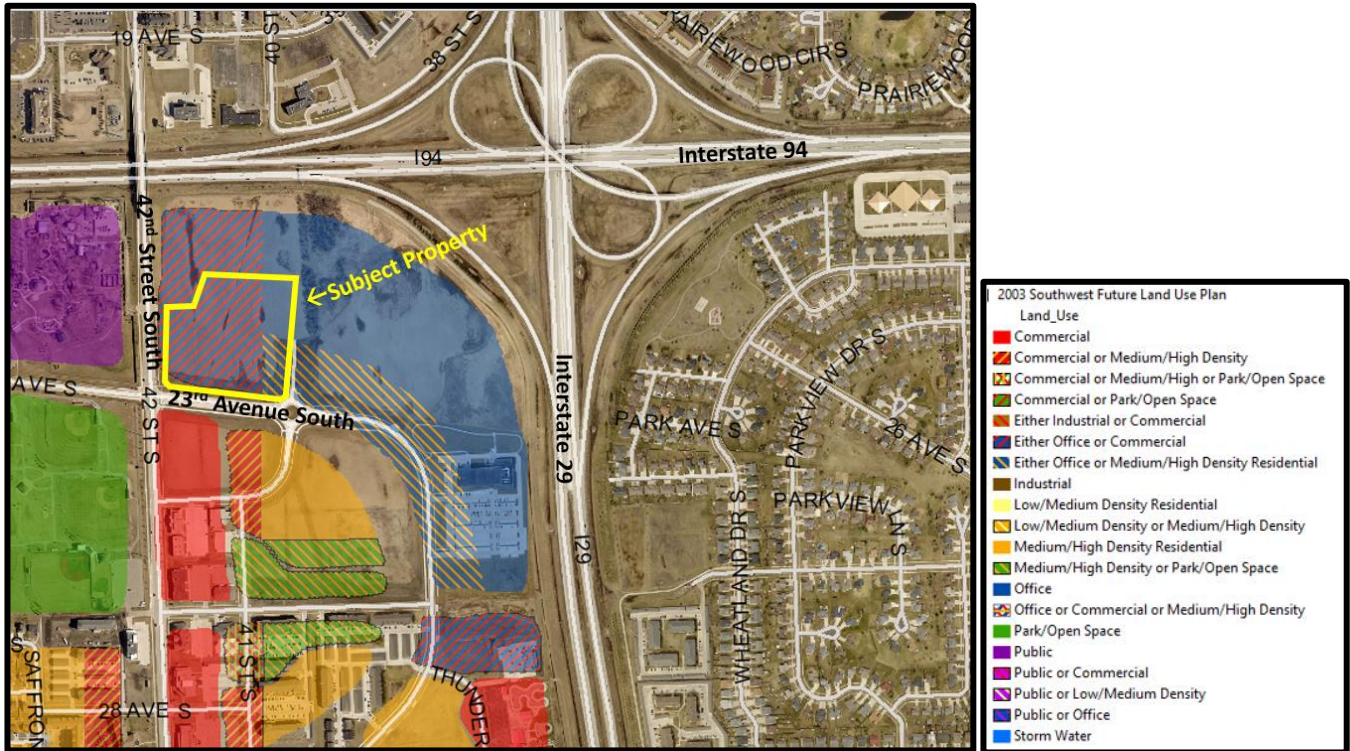 19 AVE S
40 ST
38 ST S
PRAIRIEWOOD CIR S
PRAIRIEWOOD
I94
Interstate 94
42nd Street South
←Subject Property
AVE S
23rd Avenue South
42 ST S
Interstate 29
I29
PARK AVE S
PARKVIEW DR S
26 AVE S
PARKVIEW LN S
WHEATLAND DR S
S
SAFFRON
41 ST S
28 AVE S
THUNDER
2003 Southwest Future Land Use Plan
Land_Use
Commercial
Commercial or Medium/High Density
Commercial or Medium/High or Park/Open Space
Commercial or Park/Open Space
Either Industrial or Commercial
Either Office or Commercial
Either Office or Medium/High Density Residential
Industrial
Low/Medium Density Residential
Low/Medium Density or Medium/High Density
Medium/High Density Residential
Medium/High Density or Park/Open Space
Office
Office or Commercial or Medium/High Density
Park/Open Space
Public
Public or Commercial
Public or Low/Medium Density
Public or Office
Storm Water